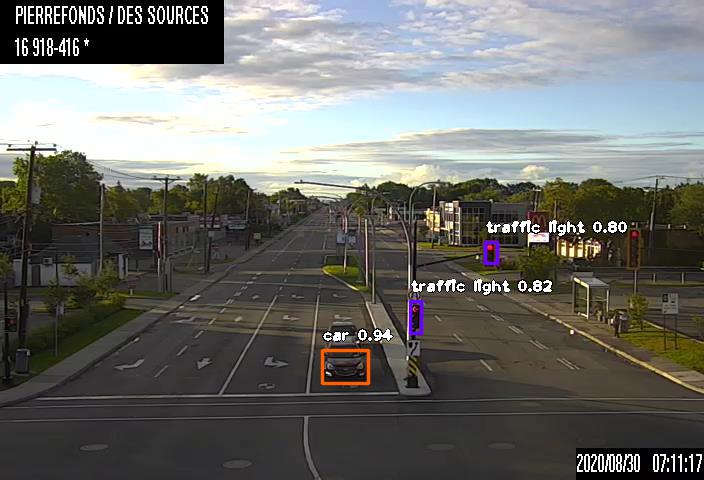 PIERREFONDS / DES SOURCES
16 918-416 *
traffic light 0.80
traffic light 0.82
car 0.94
2020/08/30 07:11:17